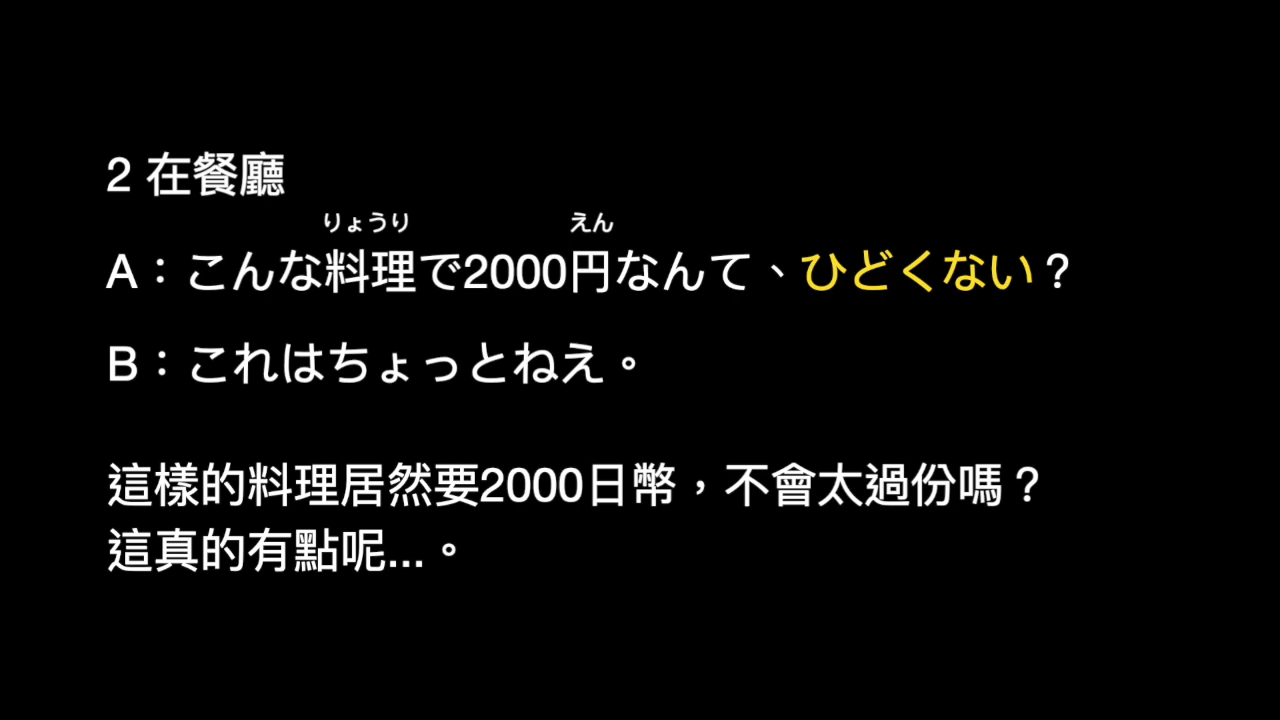 2 在餐廳
りょうり えん
A：こんな料理で2000円なんて、ひどくない？
B：これはちょっとねえ。
這樣的料理居然要2000日幣，不會太過份嗎？
這真的有點呢...。